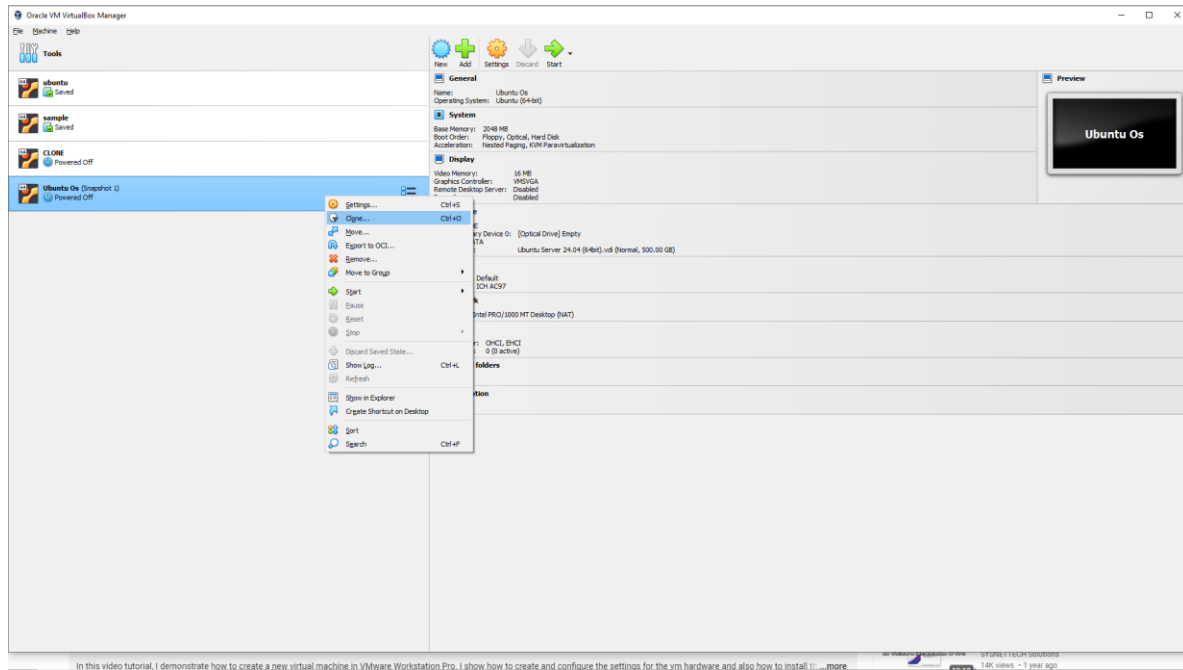 Oracle VM VirtualBox Manager
File Machine Help
Tools
New Add Settings Discard Start
ubuntu
Saved
sample
Saved
CLONE
Powered Off
Ubuntu Os (Snapshot 1)
Powered Off
Settings... Ctrl+S
Clone... Ctrl+O
Move...
Export to OCI...
Remove...
Move to Group
Start
Pause
Reset
Stop
Discard Saved State...
Show Log... Ctrl+L
Refresh
Show in Explorer
Create Shortcut on Desktop
Sort
Search Ctrl+F
General
Name: Ubuntu Os
Operating System: Ubuntu (64-bit)
System
Base Memory: 2048 MB
Boot Order: Floppy, Optical, Hard Disk
Acceleration: Nested Paging, KVM Paravirtualization
Display
Video Memory: 16 MB
Graphics Controller: VMSVGA
Remote Desktop Server: Disabled
Disabled
ry Device 0: [Optical Drive] Empty
ATA
Ubuntu Server 24.04 (64bit).vdi (Normal, 500.00 GB)
Default
ICH AC97
k
Intel PRO/1000 MT Desktop (NAT)
r: OHCI, EHCI
: 0 (0 active)
folders
tion
Preview
Ubuntu Os
In this video tutorial, I demonstrate how to create a new virtual machine in VMware Workstation Pro. I show how to create and configure the settings for the vm hardware and also how to install th ...more
SYSNETTECH Solutions
14K views • 1 year ago